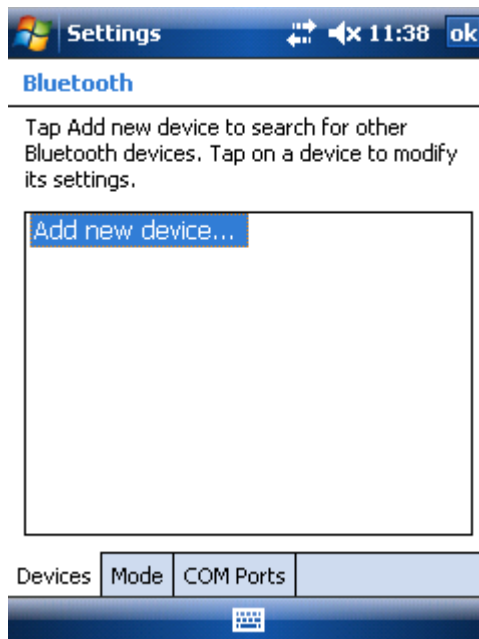 Settings 11:38 ok
Bluetooth
Tap Add new device to search for other
Bluetooth devices. Tap on a device to modify
its settings.
Add new device...
Devices Mode COM Ports